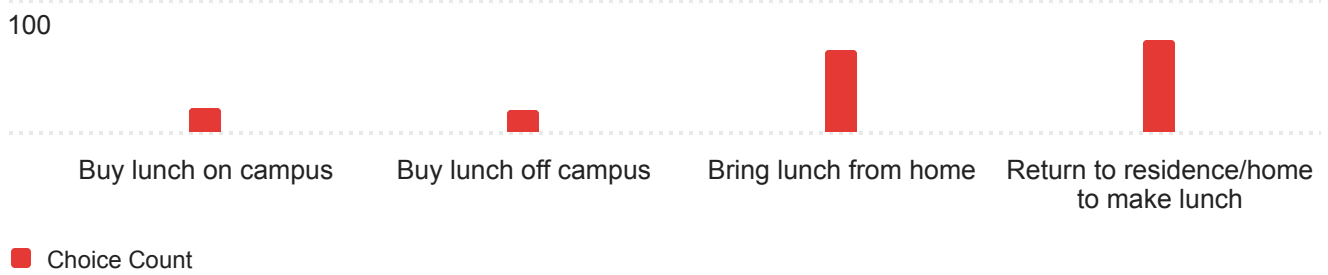 100
Buy lunch on campus
Buy lunch off campus
Bring lunch from home
Return to residence/home
to make lunch
Choice Count